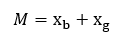 M = x_b + x_g